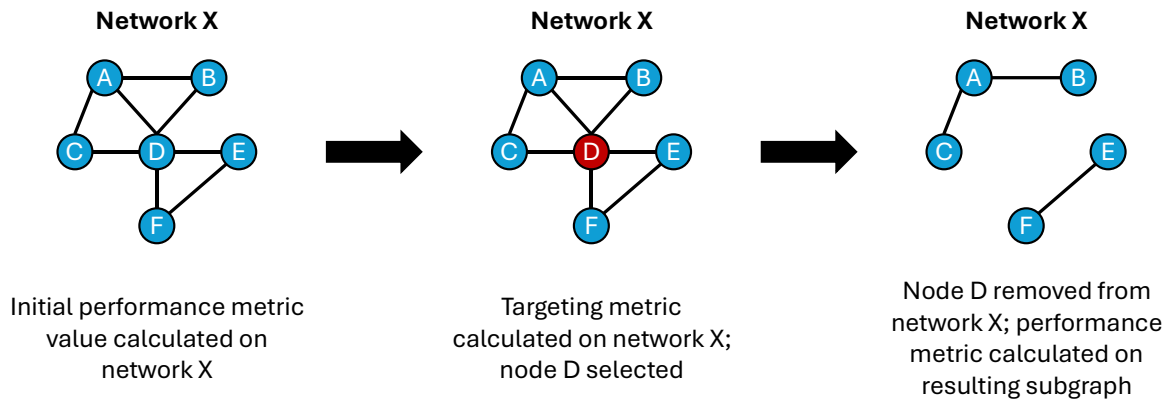 Network X
A
B
C
D
E
F
Initial performance metric
value calculated on
network X
Network X
A
B
C
D
E
F
Targeting metric
calculated on network X;
node D selected
Network X
A
B
C
E
F
Node D removed from
network X; performance
metric calculated on
resulting subgraph